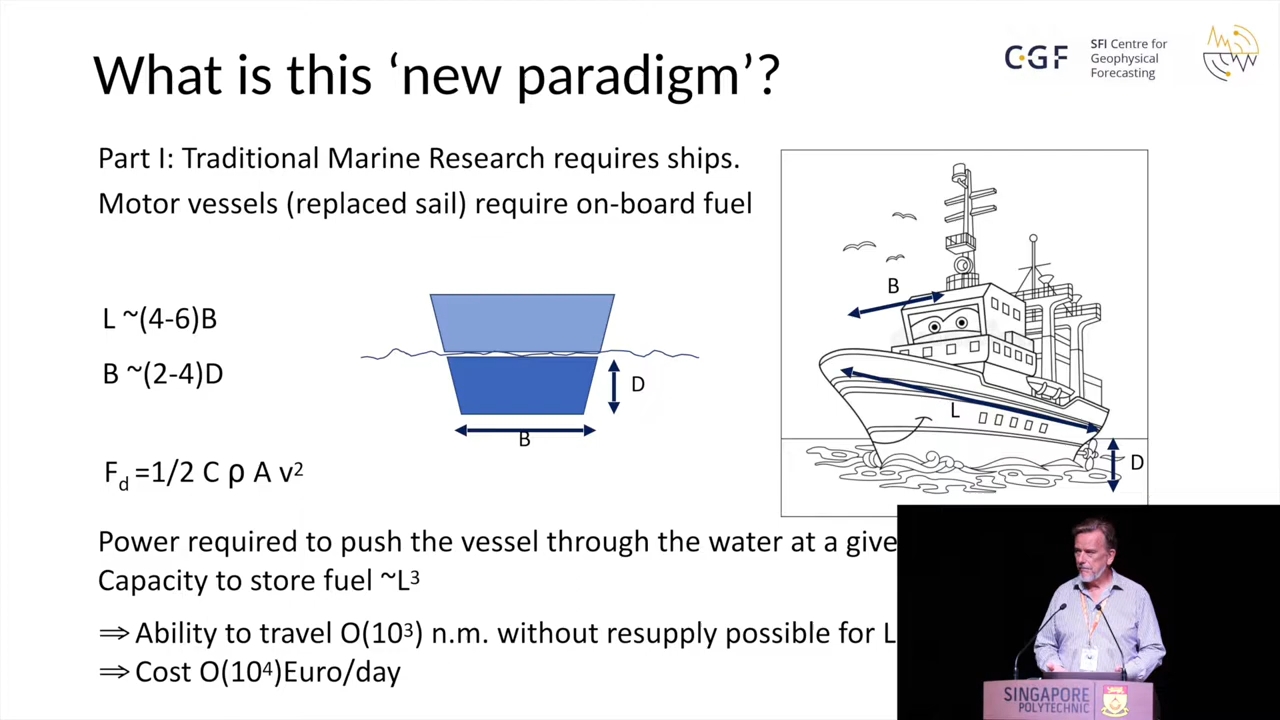 What is this ‘new paradigm’?
CGF
SFI Centre for
Geophysical
Forecasting
Part I: Traditional Marine Research requires ships.
Motor vessels (replaced sail) require on-board fuel
L ~(4-6)B
B ~(2-4)D
D
B
B
L
D
Fd =1/2 C ρ A v²
Power required to push the vessel through the water at a give
Capacity to store fuel ~L³
⇒ Ability to travel O(10³) n.m. without resupply possible for L
⇒ Cost O(10⁴)Euro/day
SINGAPORE
POLYTECHNIC